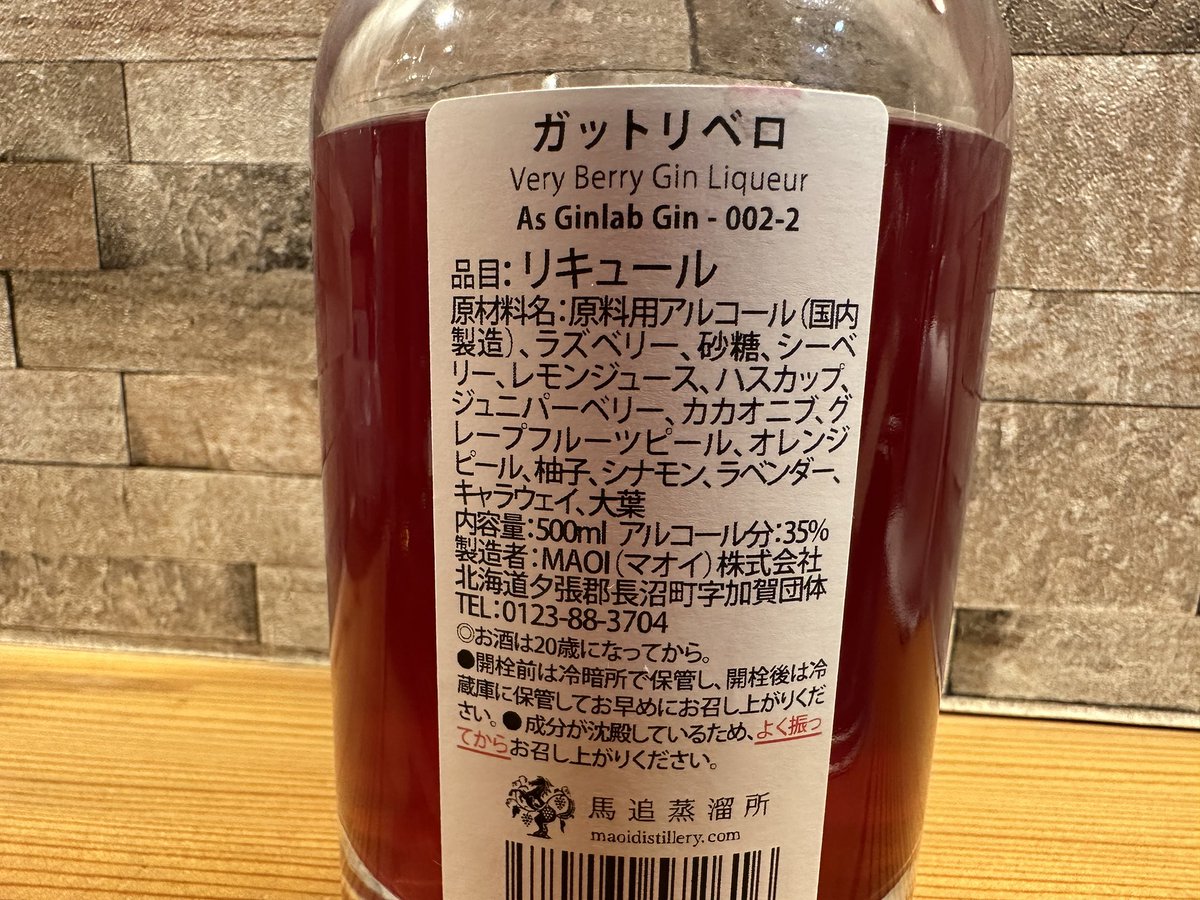 ガットリベロ
Very Berry Gin Liqueur
As Ginlab Gin - 002-2
品目：リキュール
原材料名：原料用アルコール（国内
製造）、ラズベリー、砂糖、シーベ
リー、レモンジュース、ハスカップ、
ジュニパーベリー、カカオニブ、グ
レープフルーツピール、オレンジ
ピール、柚子、シナモン、ラベンダー、
キャラウェイ、大葉
内容量：500ml アルコール分：35%
製造者：MAOI（マオイ）株式会社
北海道夕張郡長沼町字加賀団体
TEL：0123-88-3704
◎お酒は20歳になってから。
●開栓前は冷暗所で保管し、開栓後は冷
蔵庫に保管してお早めにお召し上がりくだ
さい。●成分が沈殿しているため、よく振っ
てからお召し上がりください。
馬追蒸溜所
maoidistillery.com